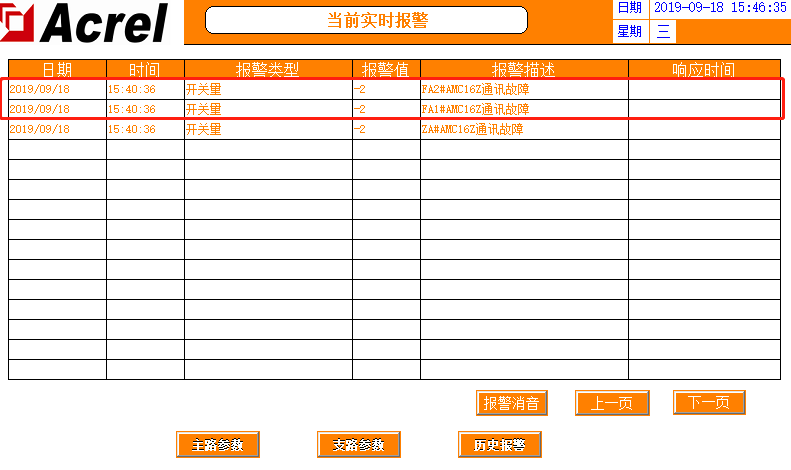 Acrel
当前实时报警
日期 2019-09-18 15:46:35
星期 三
日期 时间 报警类型 报警值 报警描述 响应时间
2019/09/18 15:40:36 开关量 -2 FA2#AMC16Z通讯故障
2019/09/18 15:40:36 开关量 -2 FA1#AMC16Z通讯故障
2019/09/18 15:40:36 开关量 -2 ZA#AMC16Z通讯故障
报警消音 上一页 下一页
主路参数 支路参数 历史报警